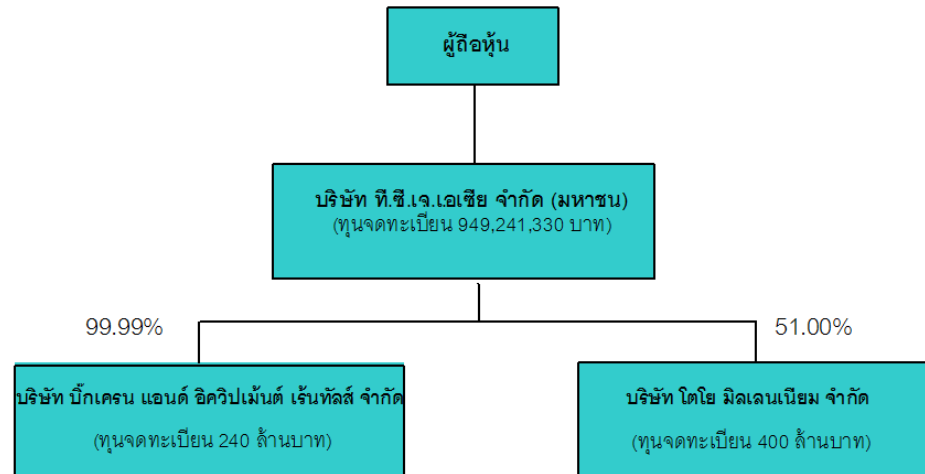 ผู้ถือหุ้น
บริษัท ที.ซี.เจ.เอเซีย จำกัด (มหาชน)
(ทุนจดทะเบียน 949,241,330 บาท)
99.99%
51.00%
บริษัท บิ๊กเครน แอนด์ อิควิปเม้นต์ เร้นทัลส์ จำกัด
(ทุนจดทะเบียน 240 ล้านบาท)
บริษัท โตโย มิลเลนเนียม จำกัด
(ทุนจดทะเบียน 400 ล้านบาท)